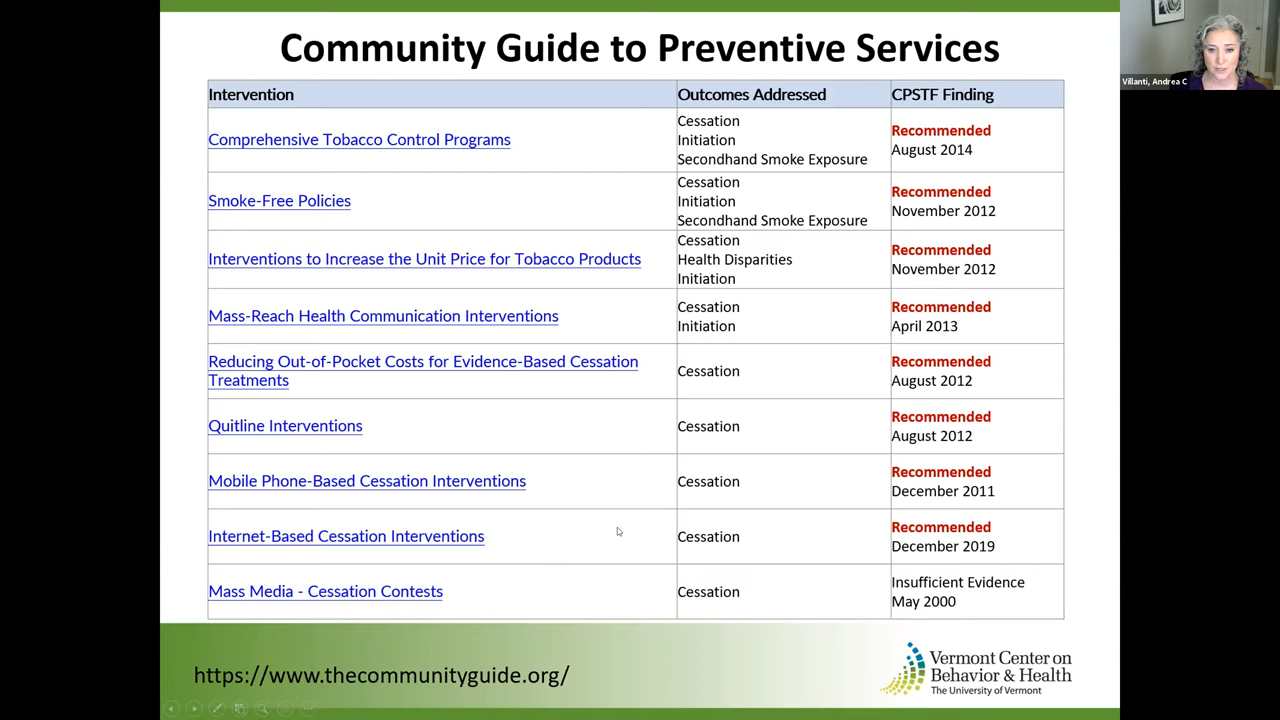 Community Guide to Preventive Services
Villanti, Andrea C
Intervention Outcomes Addressed CPSTF Finding
Comprehensive Tobacco Control Programs
Cessation
Initiation
Secondhand Smoke Exposure
Recommended
August 2014
Smoke-Free Policies
Cessation
Initiation
Secondhand Smoke Exposure
Recommended
November 2012
Interventions to Increase the Unit Price for Tobacco Products
Cessation
Health Disparities
Initiation
Recommended
November 2012
Mass-Reach Health Communication Interventions
Cessation
Initiation
Recommended
April 2013
Reducing Out-of-Pocket Costs for Evidence-Based Cessation
Treatments
Cessation
Recommended
August 2012
Quitline Interventions
Cessation
Recommended
August 2012
Mobile Phone-Based Cessation Interventions
Cessation
Recommended
December 2011
Internet-Based Cessation Interventions
Cessation
Recommended
December 2019
Mass Media - Cessation Contests
Cessation
Insufficient Evidence
May 2000
https://www.thecommunityguide.org/
Vermont Center on
Behavior & Health
The University of Vermont